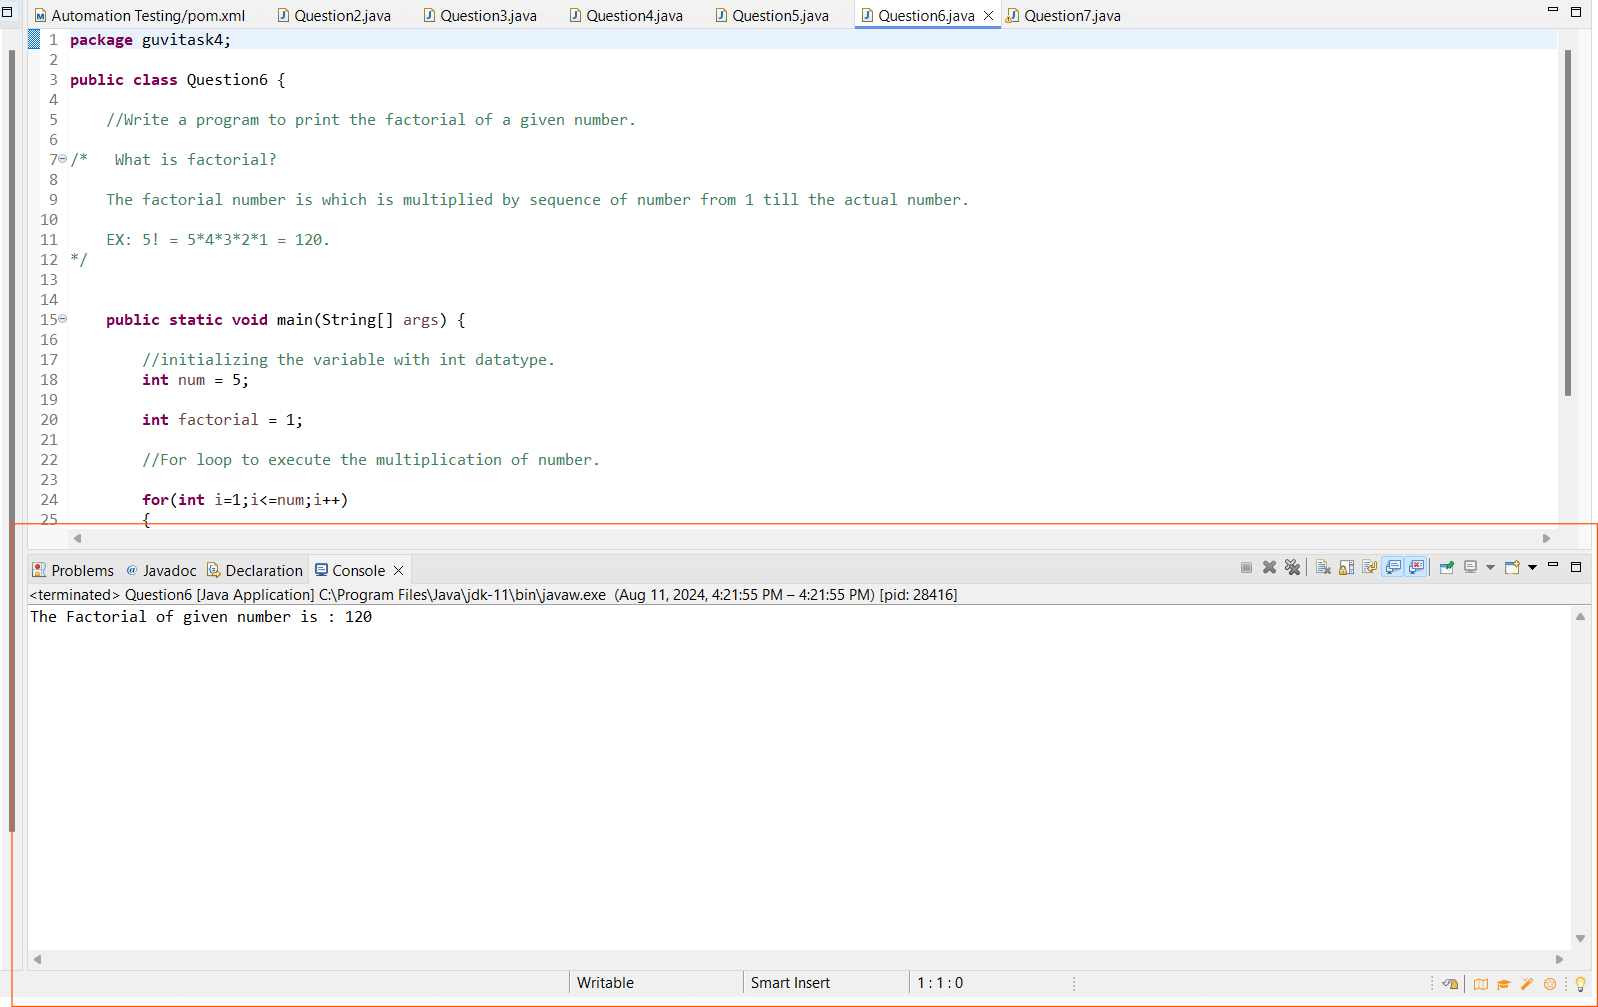 Automation Testing/pom.xml Question2.java Question3.java Question4.java Question5.java Question6.java Question7.java
1 package guvitask4;
2
3 public class Question6 {
4
5 //Write a program to print the factorial of a given number.
6
7 /* What is factorial?
8
9 The factorial number is which is multiplied by sequence of number from 1 till the actual number.
10
11 EX: 5! = 5*4*3*2*1 = 120.
12 */
13
14
15 public static void main(String[] args) {
16
17 //initializing the variable with int datatype.
18 int num = 5;
19
20 int factorial = 1;
21
22 //For loop to execute the multiplication of number.
23
24 for(int i=1;i<=num;i++)
25 {
Problems @ Javadoc Declaration Console
<terminated> Question6 [Java Application] C:\Program Files\Java\jdk-11\bin\javaw.exe (Aug 11, 2024, 4:21:55 PM – 4:21:55 PM) [pid: 28416]
The Factorial of given number is : 120
Writable Smart Insert 1 : 1 : 0